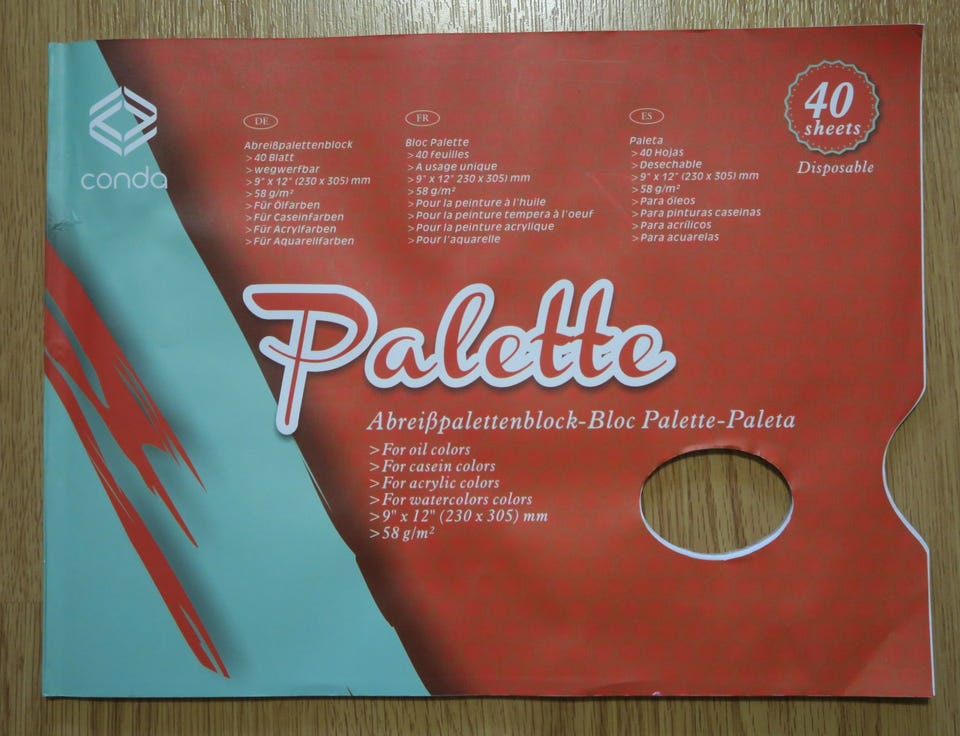 conda
DE
Abreißpalettenblock
>40 Blatt
>wegwerfbar
>9" x 12" (230 x 305) mm
>58 g/m²
>Für Ölfarben
>Für Caseinfarben
>Für Acrylfarben
>Für Aquarellfarben
FR
Bloc Palette
>40 feuilles
>A usage unique
>9" x 12" 230 x 305) mm
>58 g/m²
>Pour la peinture à l'huile
>Pour la peinture tempera à l'oeuf
>Pour la peinture acrylique
>Pour l'aquarelle
ES
Paleta
>40 Hojas
>Desechable
>9" x 12" (230 x 305) mm
>58 g/m²
>Para óleos
>Para pinturas caseinas
>Para acrílicos
>Para acuarelas
40
sheets
Disposable
Palette
Abreißpalettenblock-Bloc Palette-Paleta
>For oil colors
>For casein colors
>For acrylic colors
>For watercolors colors
>9" x 12" (230 x 305) mm
>58 g/m²